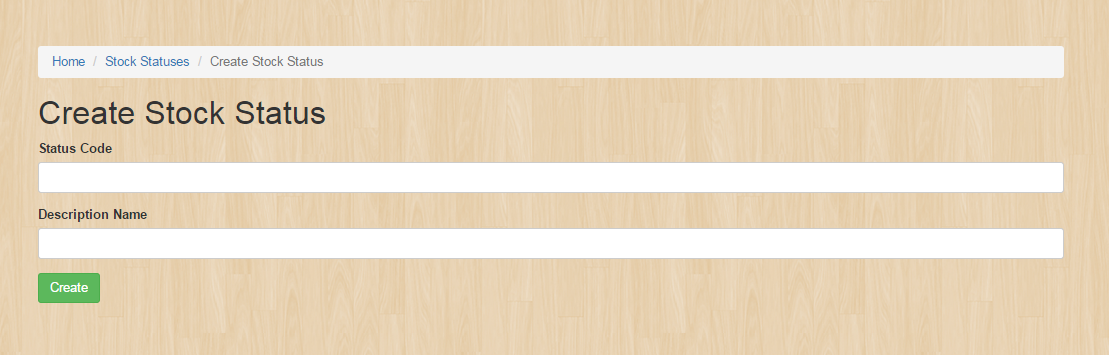 Home / Stock Statuses / Create Stock Status
Create Stock Status
Status Code
Description Name
Create